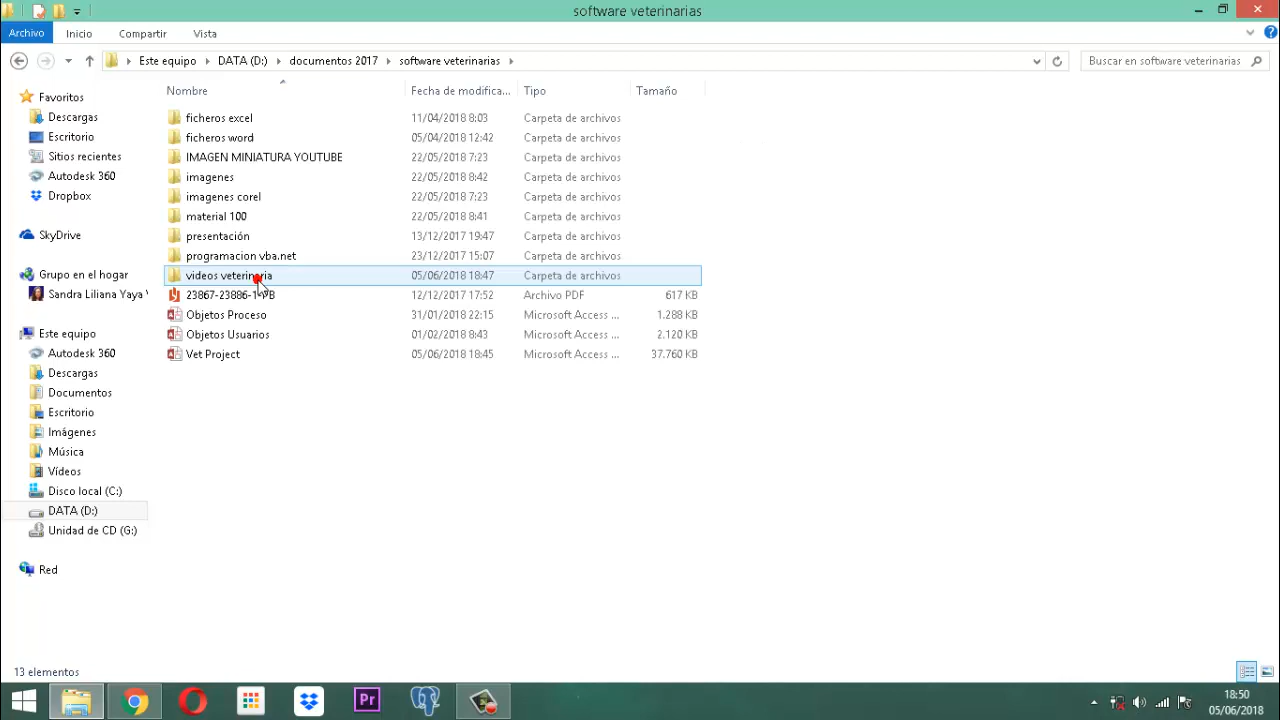 software veterinarias
Archivo Inicio Compartir Vista
Este equipo DATA (D:) documentos 2017 software veterinarias Buscar en software veterinarias
Nombre Fecha de modifica... Tipo Tamaño
Favoritos
Descargas
Escritorio
Sitios recientes
Autodesk 360
Dropbox
SkyDrive
Grupo en el hogar
Sandra Liliana Yaya
Este equipo
Autodesk 360
Descargas
Documentos
Escritorio
Imágenes
Música
Vídeos
Disco local (C:)
DATA (D:)
Unidad de CD (G:)
Red
ficheros excel 11/04/2018 8:03 Carpeta de archivos
ficheros word 05/04/2018 12:42 Carpeta de archivos
IMAGEN MINIATURA YOUTUBE 22/05/2018 7:23 Carpeta de archivos
imagenes 22/05/2018 8:42 Carpeta de archivos
imagenes corel 22/05/2018 7:23 Carpeta de archivos
material 100 22/05/2018 8:41 Carpeta de archivos
presentación 13/12/2017 19:47 Carpeta de archivos
programacion vba.net 23/12/2017 15:07 Carpeta de archivos
videos veterinaria 05/06/2018 18:47 Carpeta de archivos
23867-23886-1-PB 12/12/2017 17:52 Archivo PDF 617 KB
Objetos Proceso 31/01/2018 22:15 Microsoft Access ... 1.288 KB
Objetos Usuarios 01/02/2018 8:43 Microsoft Access ... 2.120 KB
Vet Project 05/06/2018 18:45 Microsoft Access ... 37.760 KB
13 elementos
Pr
18:50
05/06/2018